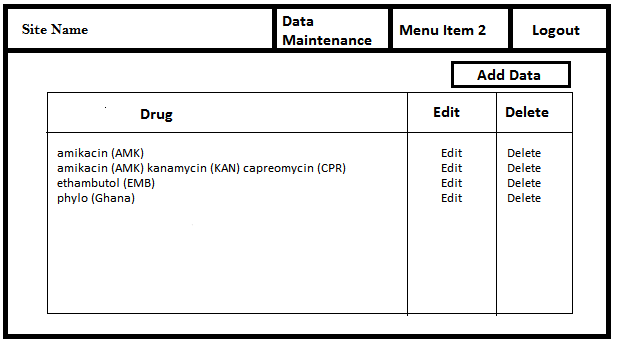 Site Name
Data
Maintenance
Menu Item 2
Logout
Add Data
Drug Edit Delete
amikacin (AMK) Edit Delete
amikacin (AMK) kanamycin (KAN) capreomycin (CPR) Edit Delete
ethambutol (EMB) Edit Delete
phylo (Ghana) Edit Delete